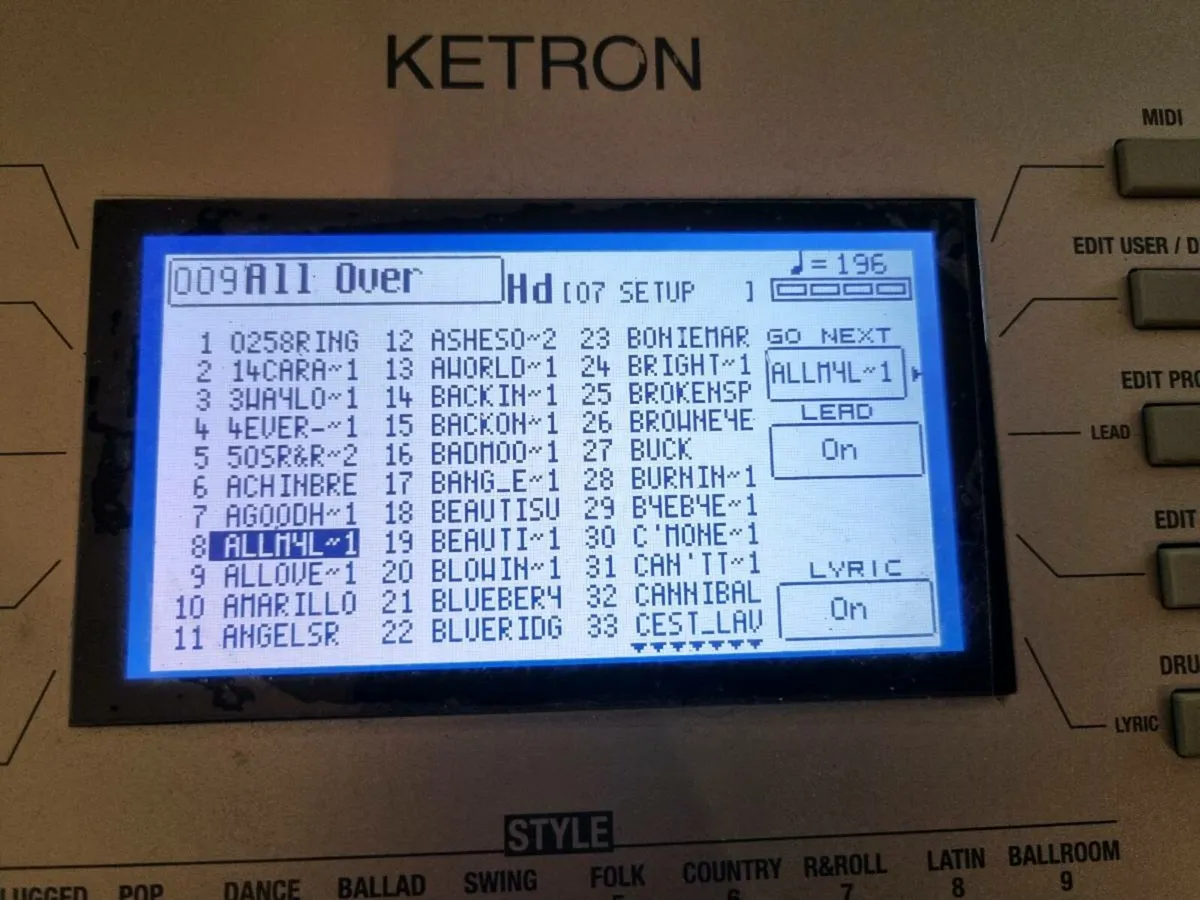 KETRON
MIDI
EDIT USER / D
EDIT PRO
LEAD
EDIT
DRU
LYRIC
009 All Over Hd [07 SETUP ] ♩=196
1 0258RING 12 ASHESO~2 23 BONIEMAR
2 14CARA~1 13 AWORLD~1 24 BRIGHT~1
3 3WAYLO~1 14 BACKIN~1 25 BROKENSP
4 4EVER-~1 15 BACKON~1 26 BROWNEYE
5 50SR&R~2 16 BADMOO~1 27 BUCK
6 ACHINBRE 17 BANG_E~1 28 BURNIN~1
7 AGOODH~1 18 BEAUTISU 29 BYEBYE~1
8 ALLMYL~1 19 BEAUTI~1 30 C'MONE~1
9 ALLOVE~1 20 BLOWIN~1 31 CAN'TT~1
10 AMARILLO 21 BLUEBERY 32 CANNIBAL
11 ANGELSR 22 BLUERIDG 33 CEST_LAV
GO NEXT
ALLMYL~1
LEAD
On
LYRIC
On
STYLE
LUGGED POP DANCE BALLAD SWING FOLK COUNTRY R&ROLL LATIN BALLROOM
5 6 7 8 9